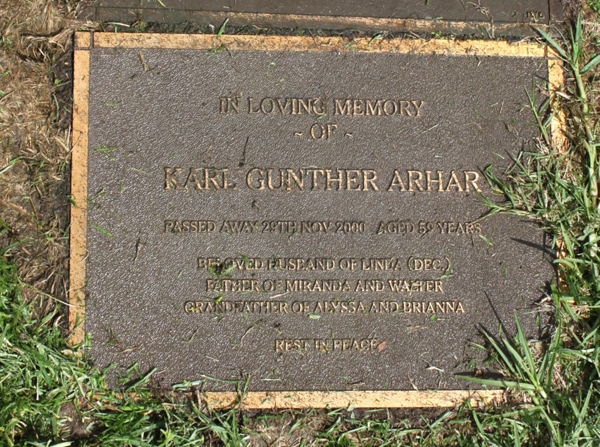 IN LOVING MEMORY
~ OF ~
KARL GUNTHER ARHAR
PASSED AWAY 29TH NOV 2000 AGED 59 YEARS
BELOVED HUSBAND OF LINDA (DEC.)
FATHER OF MIRANDA AND WALTER
GRANDFATHER OF ALYSSA AND BRIANNA
REST IN PEACE